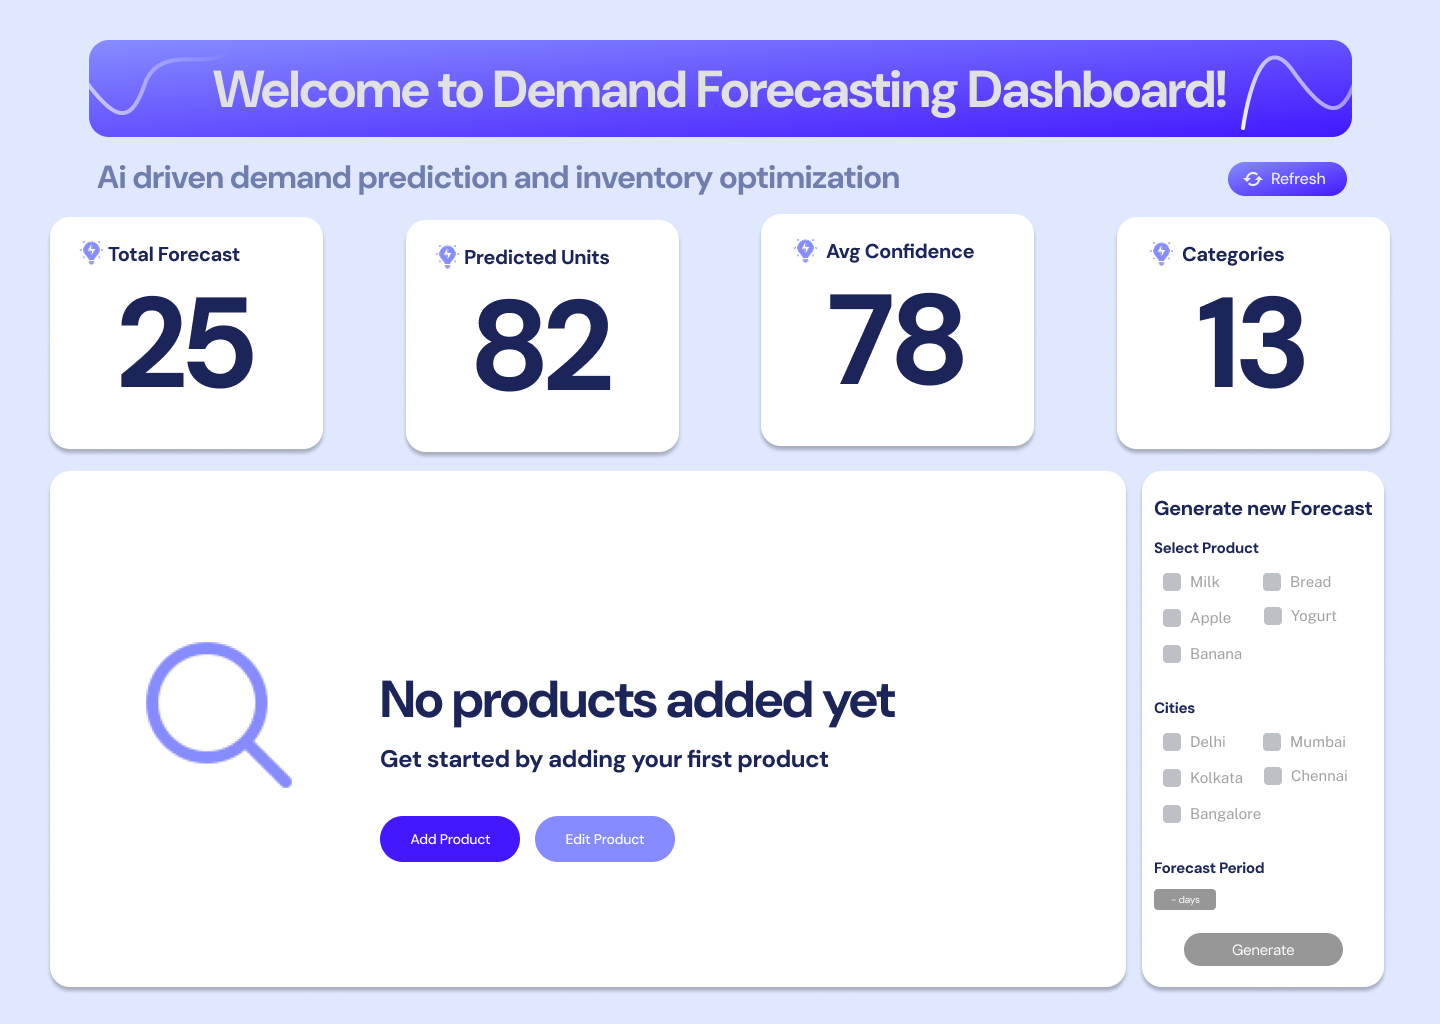 Welcome to Demand Forecasting Dashboard!
Ai driven demand prediction and inventory optimization
Refresh
Total Forecast
25
Predicted Units
82
Avg Confidence
78
Categories
13
No products added yet
Get started by adding your first product
Add Product
Edit Product
Generate new Forecast
Select Product
Milk
Bread
Apple
Yogurt
Banana
Cities
Delhi
Mumbai
Kolkata
Chennai
Bangalore
Forecast Period
- days
Generate